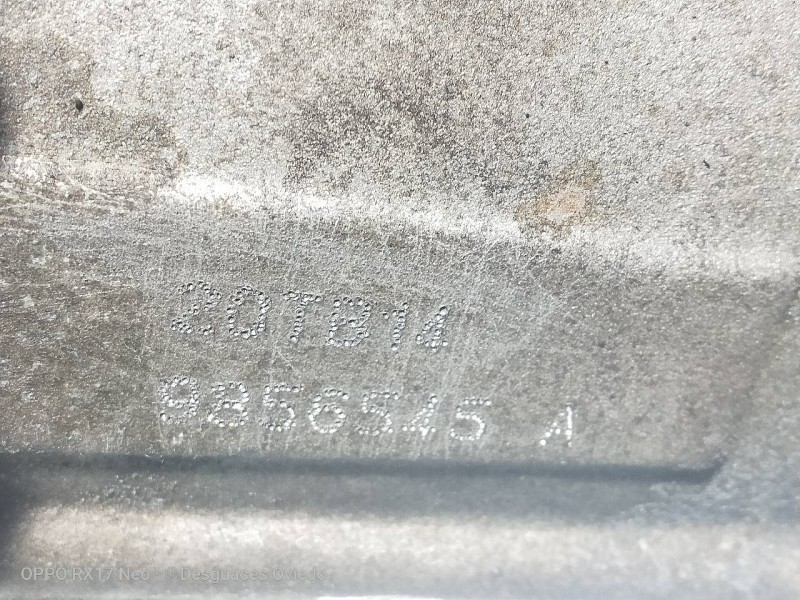 20TB14
9856545 A
OPPO RX17 Neo · © Desguaces Oviedo